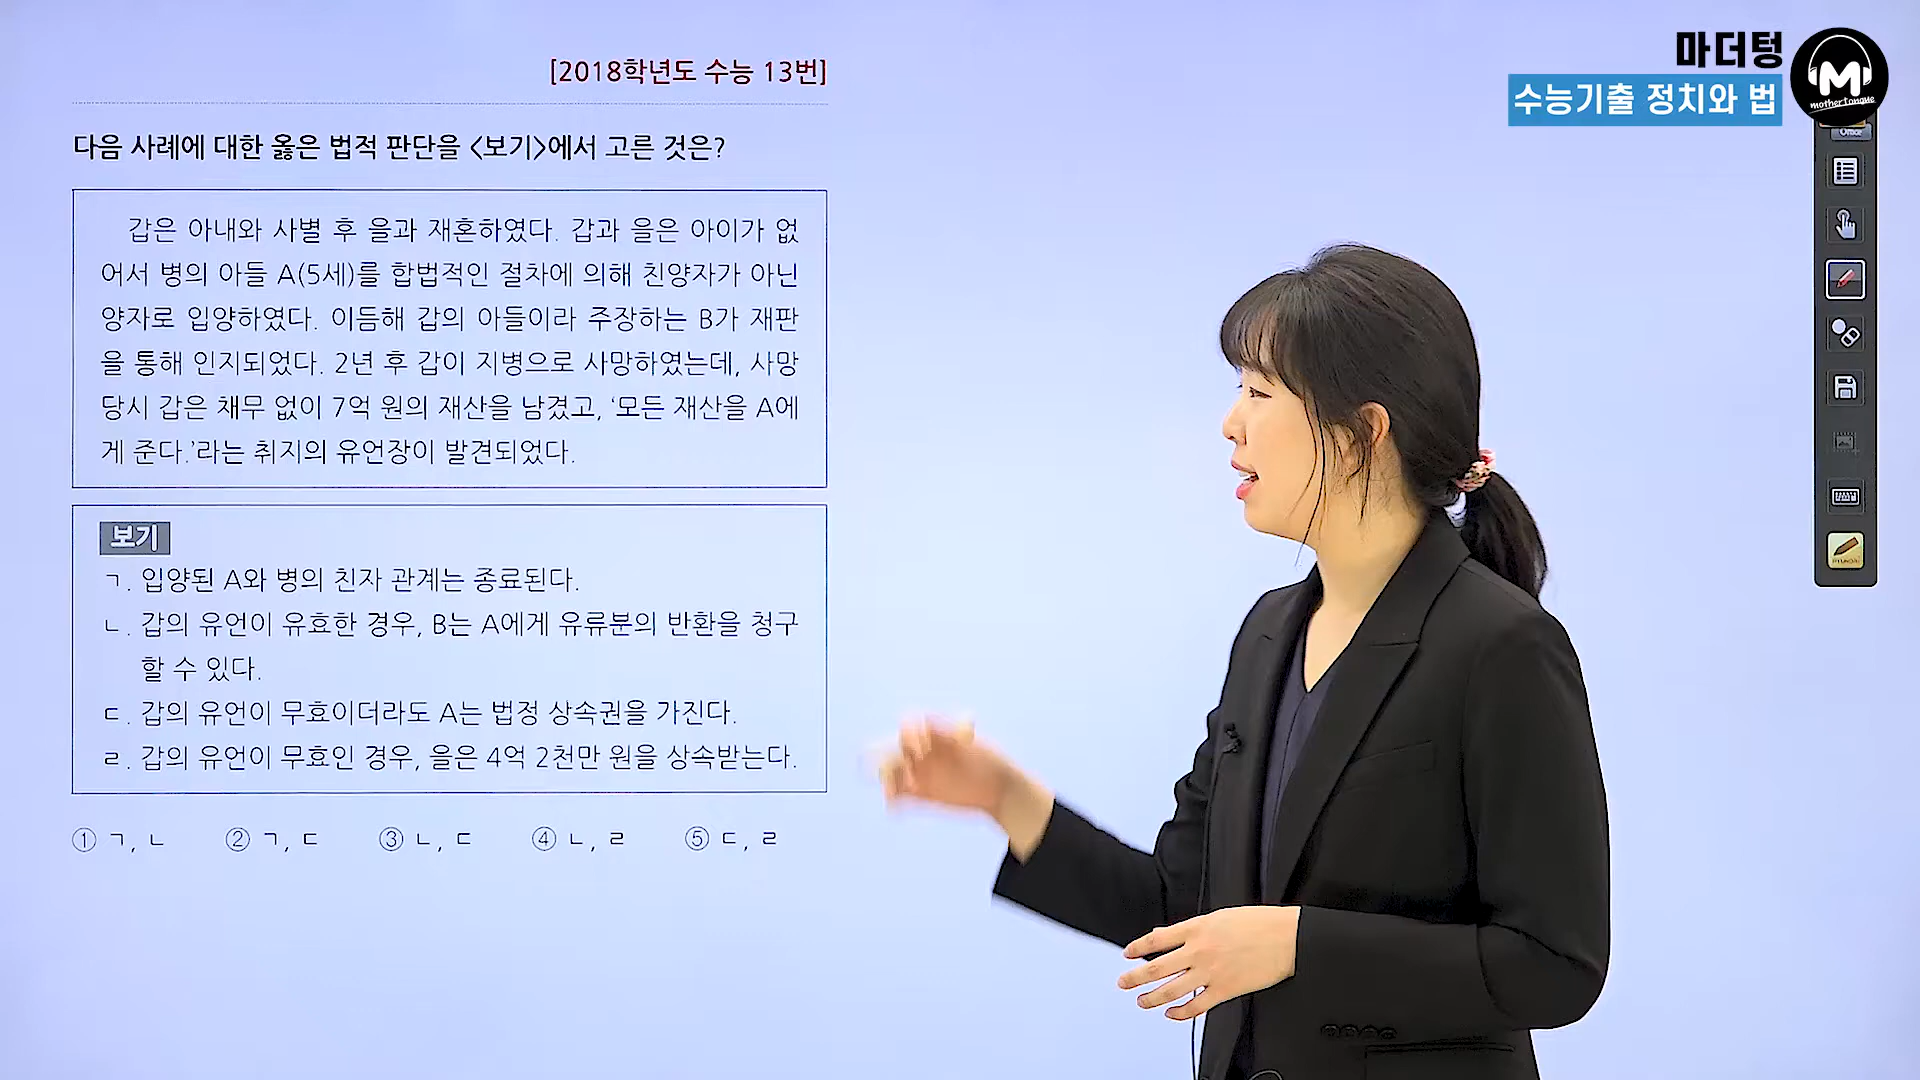 [2018학년도 수능 13번]
다음 사례에 대한 옳은 법적 판단을 <보기>에서 고른 것은?
갑은 아내와 사별 후 을과 재혼하였다. 갑과 을은 아이가 없
어서 병의 아들 A(5세)를 합법적인 절차에 의해 친양자가 아닌
양자로 입양하였다. 이듬해 갑의 아들이라 주장하는 B가 재판
을 통해 인지되었다. 2년 후 갑이 지병으로 사망하였는데, 사망
당시 갑은 채무 없이 7억 원의 재산을 남겼고, '모든 재산을 A에
게 준다.'라는 취지의 유언장이 발견되었다.
보기
ㄱ. 입양된 A와 병의 친자 관계는 종료된다.
ㄴ. 갑의 유언이 유효한 경우, B는 A에게 유류분의 반환을 청구
할 수 있다.
ㄷ. 갑의 유언이 무효이더라도 A는 법정 상속권을 가진다.
ㄹ. 갑의 유언이 무효인 경우, 을은 4억 2천만 원을 상속받는다.
① ㄱ, ㄴ ② ㄱ, ㄷ ③ ㄴ, ㄷ ④ ㄴ, ㄹ ⑤ ㄷ, ㄹ
마더텅
수능기출 정치와 법
M
mothertongue
Office
HYUNDAI